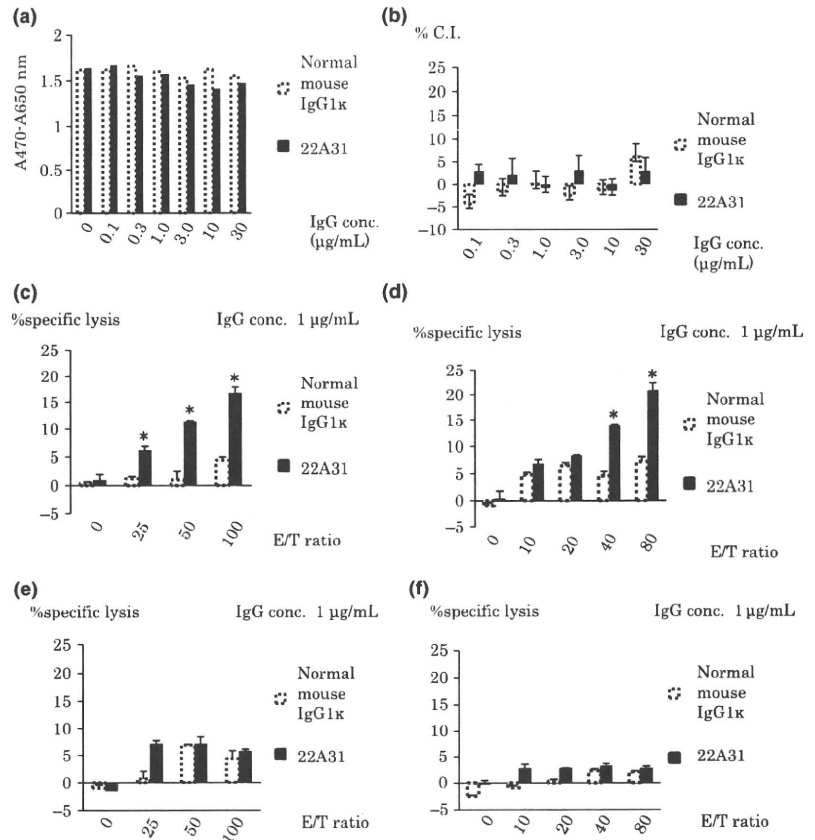 (a)
A470-A650 nm
2
1.5
1
0.5
0
0
0.1
0.3
1.0
3.0
10
30
IgG conc.
(µg/mL)
Normal
mouse
IgG1κ
22A31
(b)
% C.I.
25
20
15
10
5
0
−5
−10
0.1
0.3
1.0
3.0
10
30
IgG conc.
(µg/mL)
Normal
mouse
IgG1κ
22A31
(c)
%specific lysis
IgG conc. 1 µg/mL
25
20
15
10
5
0
−5
* * *
0
25
50
100
E/T ratio
Normal
mouse
IgG1κ
22A31
(d)
%specific lysis
IgG conc. 1 µg/mL
25
20
15
10
5
0
−5
* *
0
10
20
40
80
E/T ratio
Normal
mouse
IgG1κ
22A31
(e)
%specific lysis
IgG conc. 1 µg/mL
25
20
15
10
5
0
−5
0
25
50
100
E/T ratio
Normal
mouse
IgG1κ
22A31
(f)
%specific lysis
IgG conc. 1 µg/mL
25
20
15
10
5
0
−5
0
10
20
40
80
E/T ratio
Normal
mouse
IgG1κ
22A31